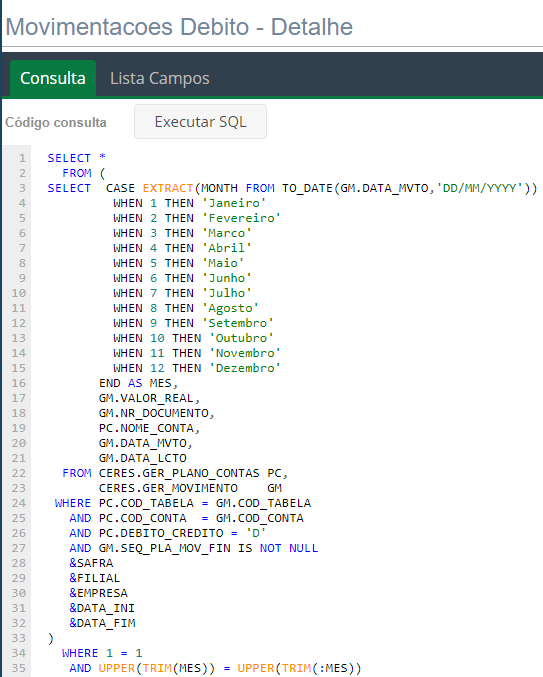 Movimentacoes Debito - Detalhe
Consulta Lista Campos
Código consulta Executar SQL
1 SELECT *
2 FROM (
3 SELECT CASE EXTRACT(MONTH FROM TO_DATE(GM.DATA_MVTO,'DD/MM/YYYY'))
4 WHEN 1 THEN 'Janeiro'
5 WHEN 2 THEN 'Fevereiro'
6 WHEN 3 THEN 'Marco'
7 WHEN 4 THEN 'Abril'
8 WHEN 5 THEN 'Maio'
9 WHEN 6 THEN 'Junho'
10 WHEN 7 THEN 'Julho'
11 WHEN 8 THEN 'Agosto'
12 WHEN 9 THEN 'Setembro'
13 WHEN 10 THEN 'Outubro'
14 WHEN 11 THEN 'Novembro'
15 WHEN 12 THEN 'Dezembro'
16 END AS MES,
17 GM.VALOR_REAL,
18 GM.NR_DOCUMENTO,
19 PC.NOME_CONTA,
20 GM.DATA_MVTO,
21 GM.DATA_LCTO
22 FROM CERES.GER_PLANO_CONTAS PC,
23 CERES.GER_MOVIMENTO GM
24 WHERE PC.COD_TABELA = GM.COD_TABELA
25 AND PC.COD_CONTA = GM.COD_CONTA
26 AND PC.DEBITO_CREDITO = 'D'
27 AND GM.SEQ_PLA_MOV_FIN IS NOT NULL
28 &SAFRA
29 &FILIAL
30 &EMPRESA
31 &DATA_INI
32 &DATA_FIM
33 )
34 WHERE 1 = 1
35 AND UPPER(TRIM(MES)) = UPPER(TRIM(:MES))